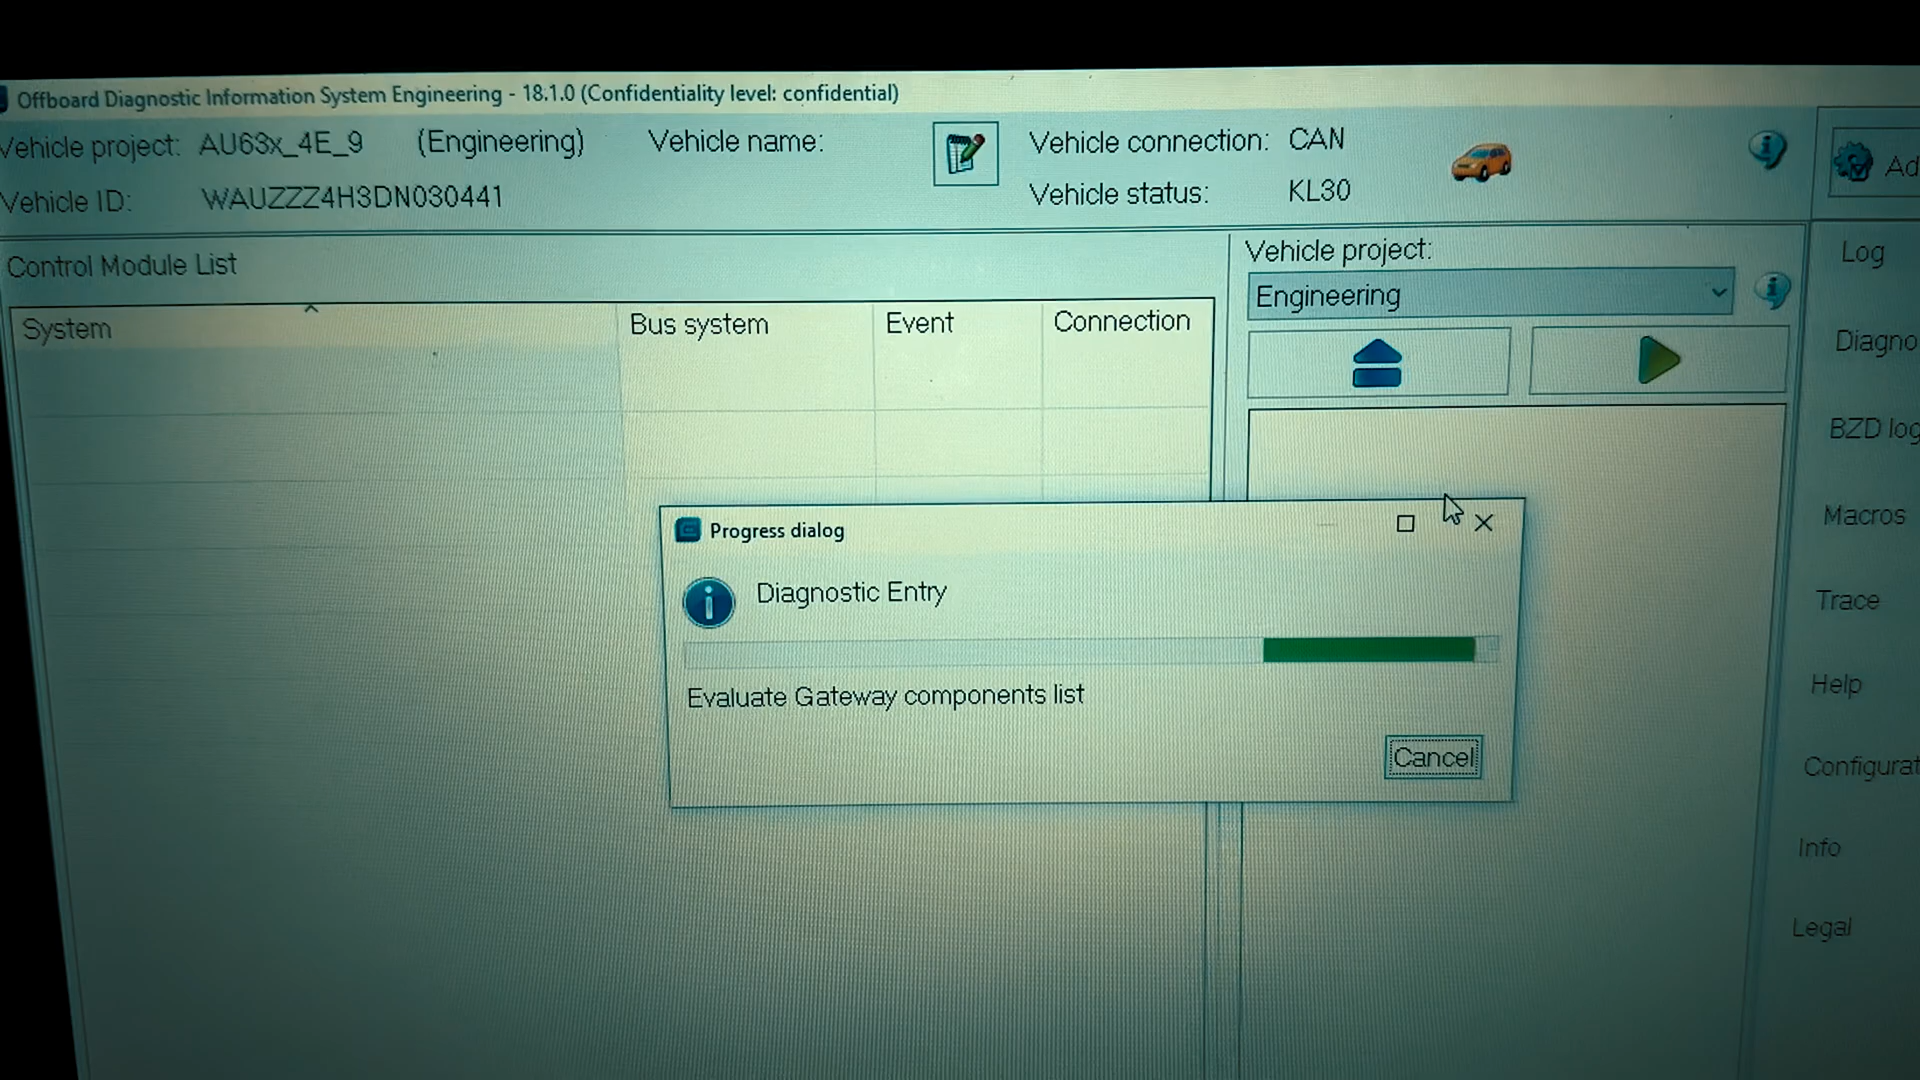 Offboard Diagnostic Information System Engineering - 18.1.0 (Confidentiality level: confidential)
Vehicle project: AU63x_4E_9 (Engineering) Vehicle name: Vehicle connection: CAN
Vehicle ID: WAUZZZ4H3DN030441 Vehicle status: KL30
Ad
Control Module List
Vehicle project:
Engineering
System Bus system Event Connection
Log
Diagno
BZD log
Macros
Trace
Help
Configurat
Info
Legal
Progress dialog
Diagnostic Entry
Evaluate Gateway components list
Cancel